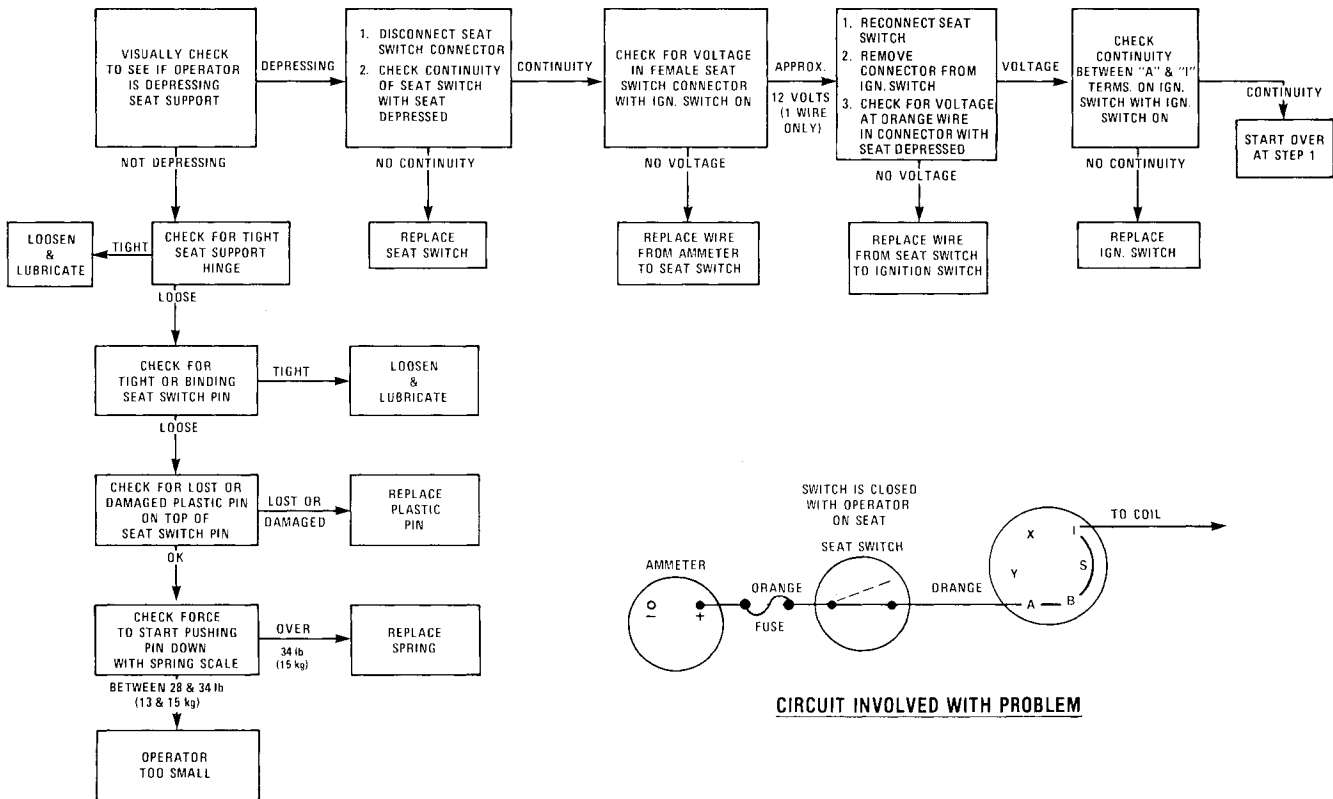 VISUALLY CHECK
TO SEE IF OPERATOR
IS DEPRESSING
SEAT SUPPORT
DEPRESSING
1. DISCONNECT SEAT
SWITCH CONNECTOR
2. CHECK CONTINUITY
OF SEAT SWITCH
WITH SEAT
DEPRESSED
CONTINUITY
CHECK FOR VOLTAGE
IN FEMALE SEAT
SWITCH CONNECTOR
WITH IGN. SWITCH ON
APPROX.
12 VOLTS
(1 WIRE
ONLY)
1. RECONNECT SEAT
SWITCH
2. REMOVE
CONNECTOR FROM
IGN. SWITCH
3. CHECK FOR VOLTAGE
AT ORANGE WIRE
IN CONNECTOR WITH
SEAT DEPRESSED
VOLTAGE
CHECK
CONTINUITY
BETWEEN "A" & "I"
TERMS. ON IGN.
SWITCH WITH IGN.
SWITCH ON
CONTINUITY
START OVER
AT STEP 1
NOT DEPRESSING
NO CONTINUITY
NO VOLTAGE
NO VOLTAGE
NO CONTINUITY
LOOSEN
&
LUBRICATE
TIGHT
CHECK FOR TIGHT
SEAT SUPPORT
HINGE
REPLACE
SEAT SWITCH
REPLACE WIRE
FROM AMMETER
TO SEAT SWITCH
REPLACE WIRE
FROM SEAT SWITCH
TO IGNITION SWITCH
REPLACE
IGN. SWITCH
LOOSE
CHECK FOR
TIGHT OR BINDING
SEAT SWITCH PIN
TIGHT
LOOSEN
&
LUBRICATE
LOOSE
CHECK FOR LOST OR
DAMAGED PLASTIC PIN
ON TOP OF
SEAT SWITCH PIN
LOST OR
DAMAGED
REPLACE
PLASTIC
PIN
OK
CHECK FORCE
TO START PUSHING
PIN DOWN
WITH SPRING SCALE
OVER
34 lb
(15 kg)
REPLACE
SPRING
BETWEEN 28 & 34 lb
(13 & 15 kg)
OPERATOR
TOO SMALL
SWITCH IS CLOSED
WITH OPERATOR
ON SEAT
SEAT SWITCH
TO COIL
AMMETER
ORANGE
FUSE
ORANGE
X
I
Y
S
A
B
− +
CIRCUIT INVOLVED WITH PROBLEM